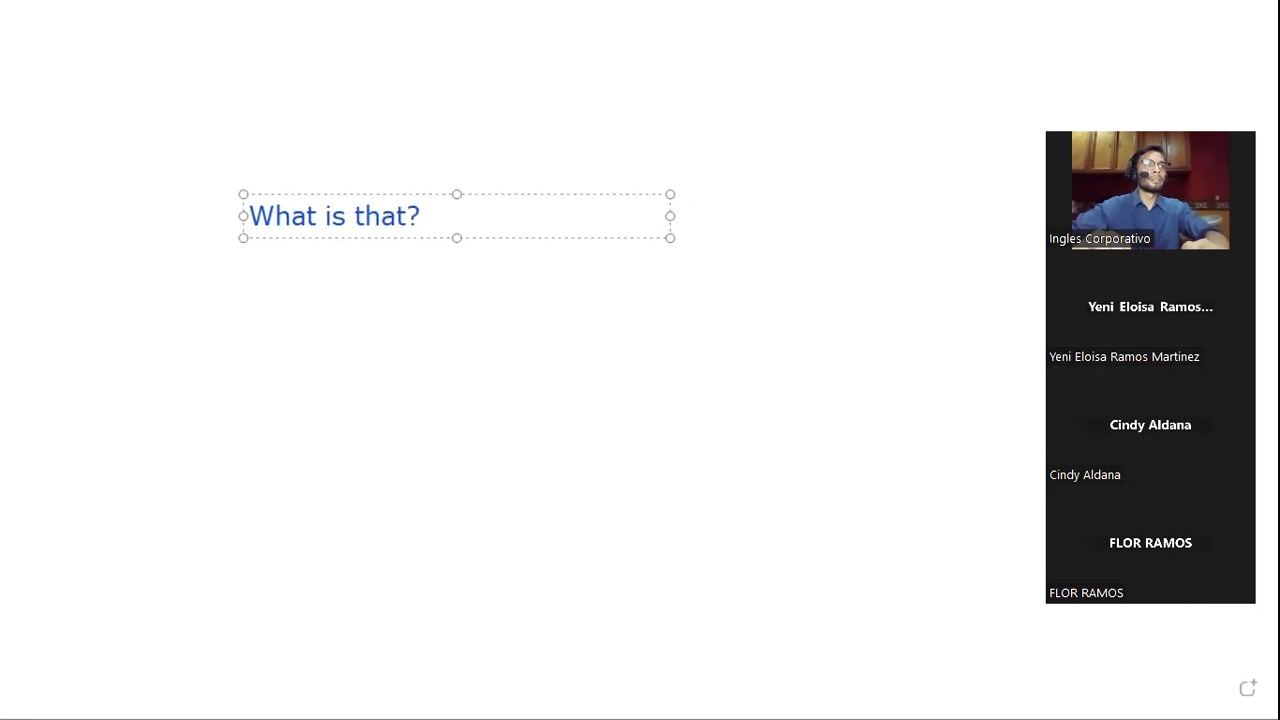 What is that?
Ingles Corporativo
Yeni Eloisa Ramos...
Yeni Eloisa Ramos Martinez
Cindy Aldana
Cindy Aldana
FLOR RAMOS
FLOR RAMOS